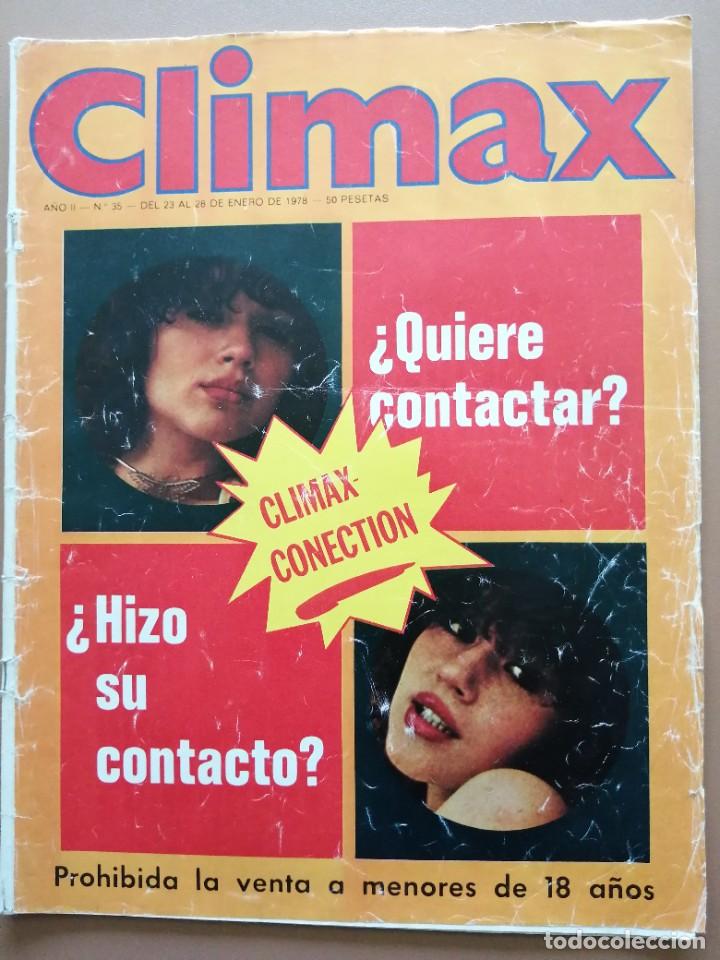 Climax
AÑO II — N° 35 — DEL 23 AL 28 DE ENERO DE 1978 — 50 PESETAS
¿Quiere
contactar?
CLIMAX-
CONECTION
¿Hizo
su
contacto?
Prohibida la venta a menores de 18 años
todocoleccion